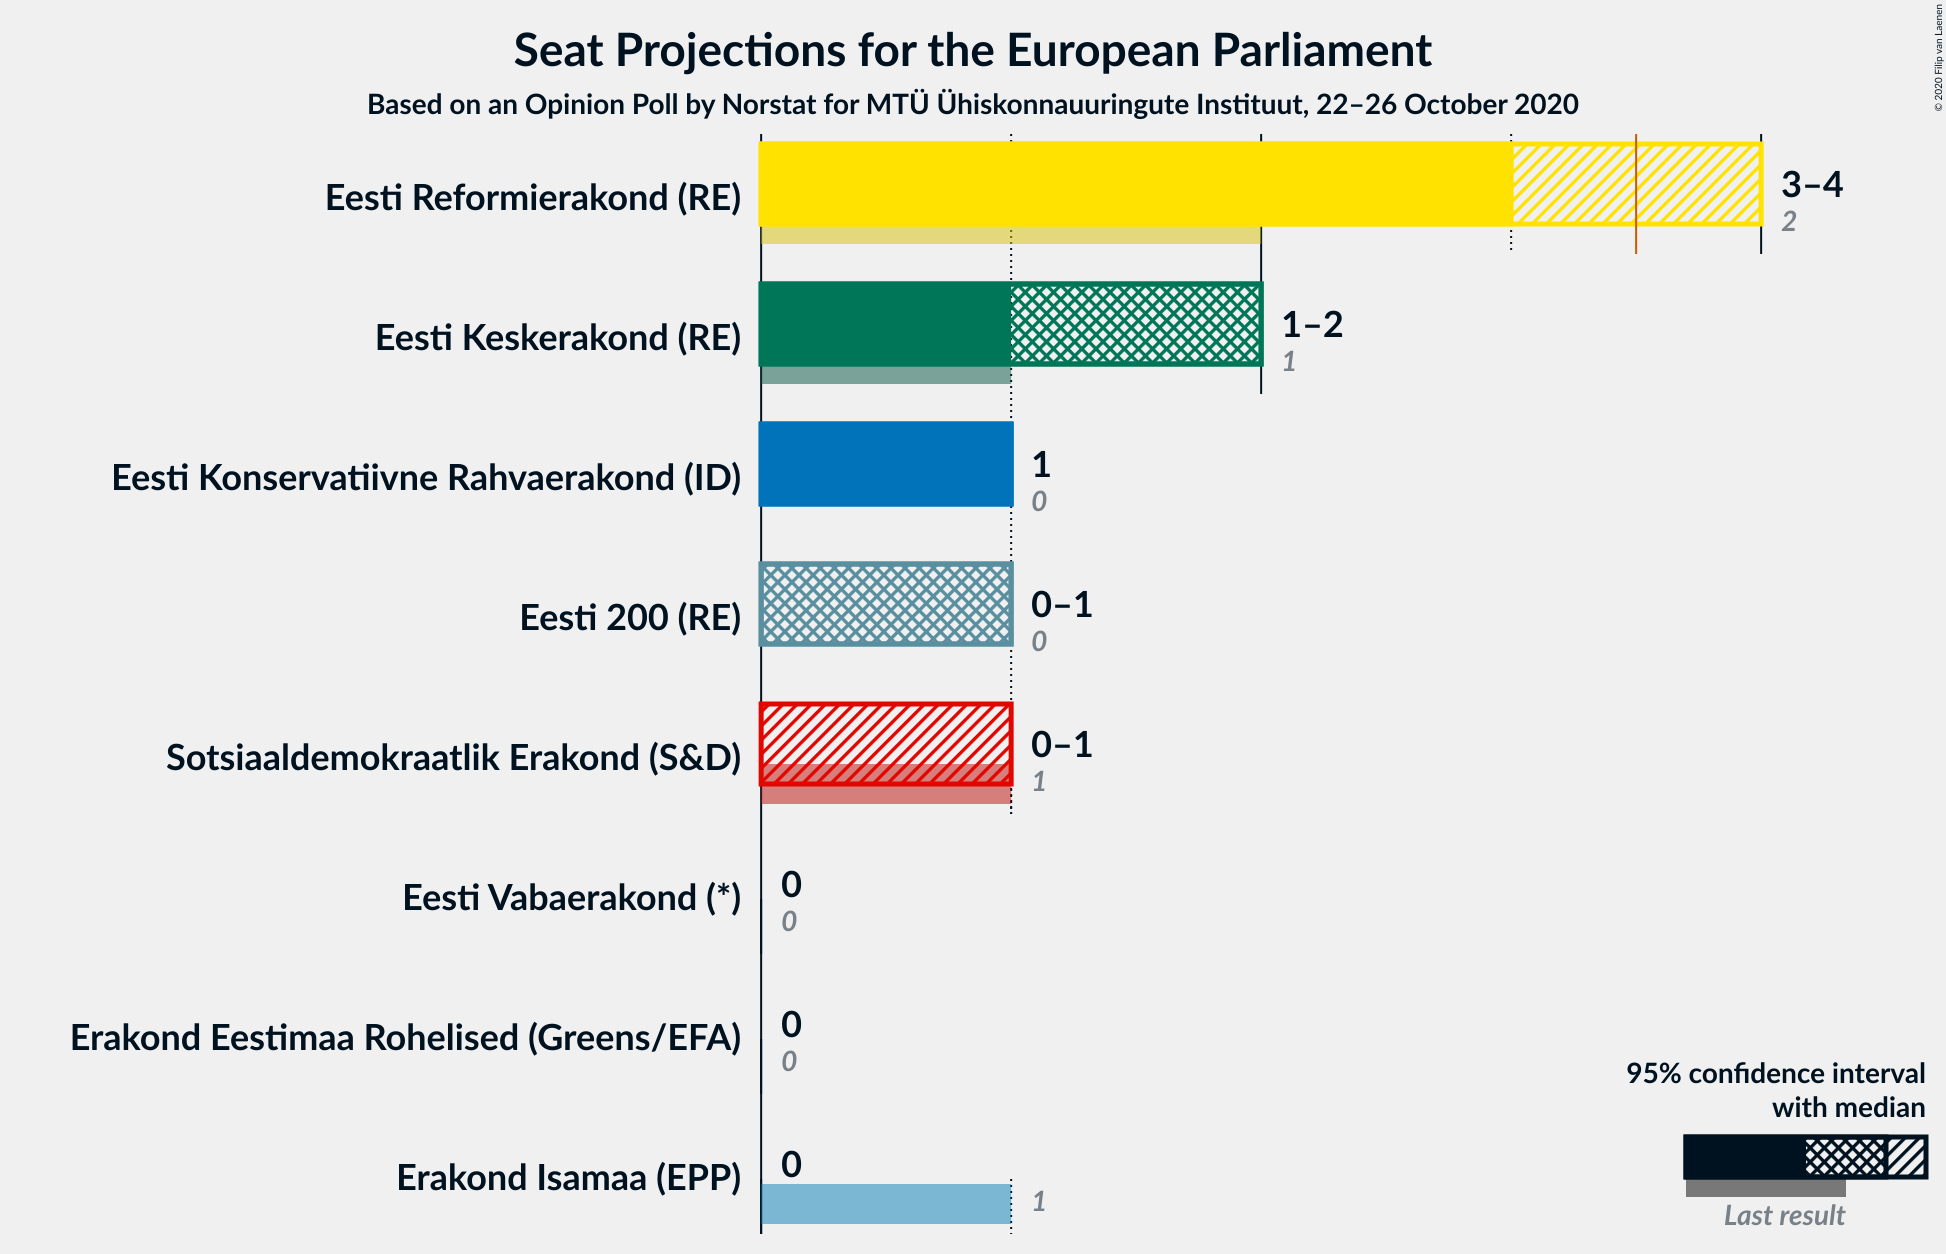 Seat Projections for the European Parliament
Based on an Opinion Poll by Norstat for MTÜ Ühiskonnauuringute Instituut, 22–26 October 2020
© 2020 Filip van Laenen
Eesti Reformierakond (RE)
3–4
2
Eesti Keskerakond (RE)
1–2
1
Eesti Konservatiivne Rahvaerakond (ID)
1
0
Eesti 200 (RE)
0–1
0
Sotsiaaldemokraatlik Erakond (S&D)
0–1
1
Eesti Vabaerakond (*)
0
0
Erakond Eestimaa Rohelised (Greens/EFA)
0
0
Erakond Isamaa (EPP)
0
1
95% confidence interval
with median
Last result